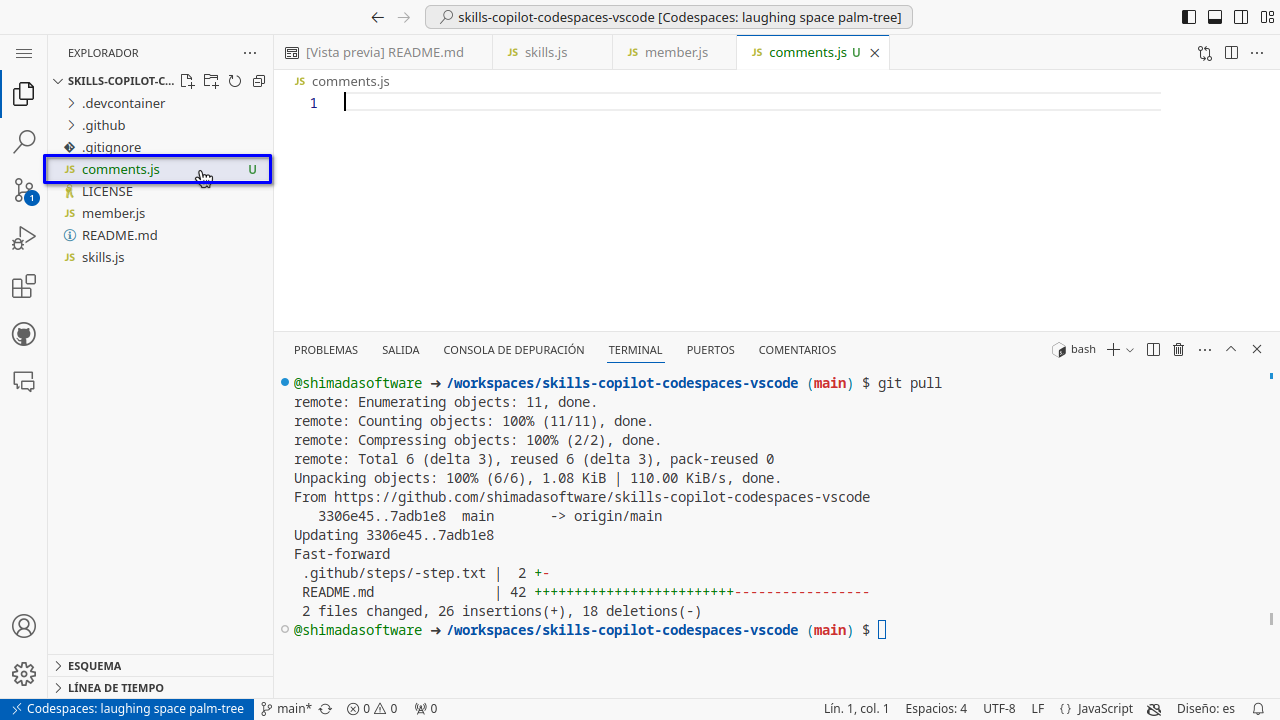 skills-copilot-codespaces-vscode [Codespaces: laughing space palm-tree]
EXPLORADOR
SKILLS-COPILOT-C...
.devcontainer
.github
.gitignore
JS comments.js U
LICENSE
JS member.js
README.md
JS skills.js
ESQUEMA
LÍNEA DE TIEMPO
1
[Vista previa] README.md
JS skills.js
JS member.js
JS comments.js U
JS comments.js
1
PROBLEMAS SALIDA CONSOLA DE DEPURACIÓN TERMINAL PUERTOS COMENTARIOS
bash
@shimadasoftware ➜ /workspaces/skills-copilot-codespaces-vscode (main) $ git pull
remote: Enumerating objects: 11, done.
remote: Counting objects: 100% (11/11), done.
remote: Compressing objects: 100% (2/2), done.
remote: Total 6 (delta 3), reused 6 (delta 3), pack-reused 0
Unpacking objects: 100% (6/6), 1.08 KiB | 110.00 KiB/s, done.
From https://github.com/shimadasoftware/skills-copilot-codespaces-vscode
3306e45..7adb1e8  main       -> origin/main
Updating 3306e45..7adb1e8
Fast-forward
.github/steps/-step.txt |  2 +-
README.md               | 42 +++++++++++++++++++++++++-----------------
2 files changed, 26 insertions(+), 18 deletions(-)
@shimadasoftware ➜ /workspaces/skills-copilot-codespaces-vscode (main) $
Codespaces: laughing space palm-tree main* 0 0 0 Lín. 1, col. 1 Espacios: 4 UTF-8 LF {} JavaScript Diseño: es